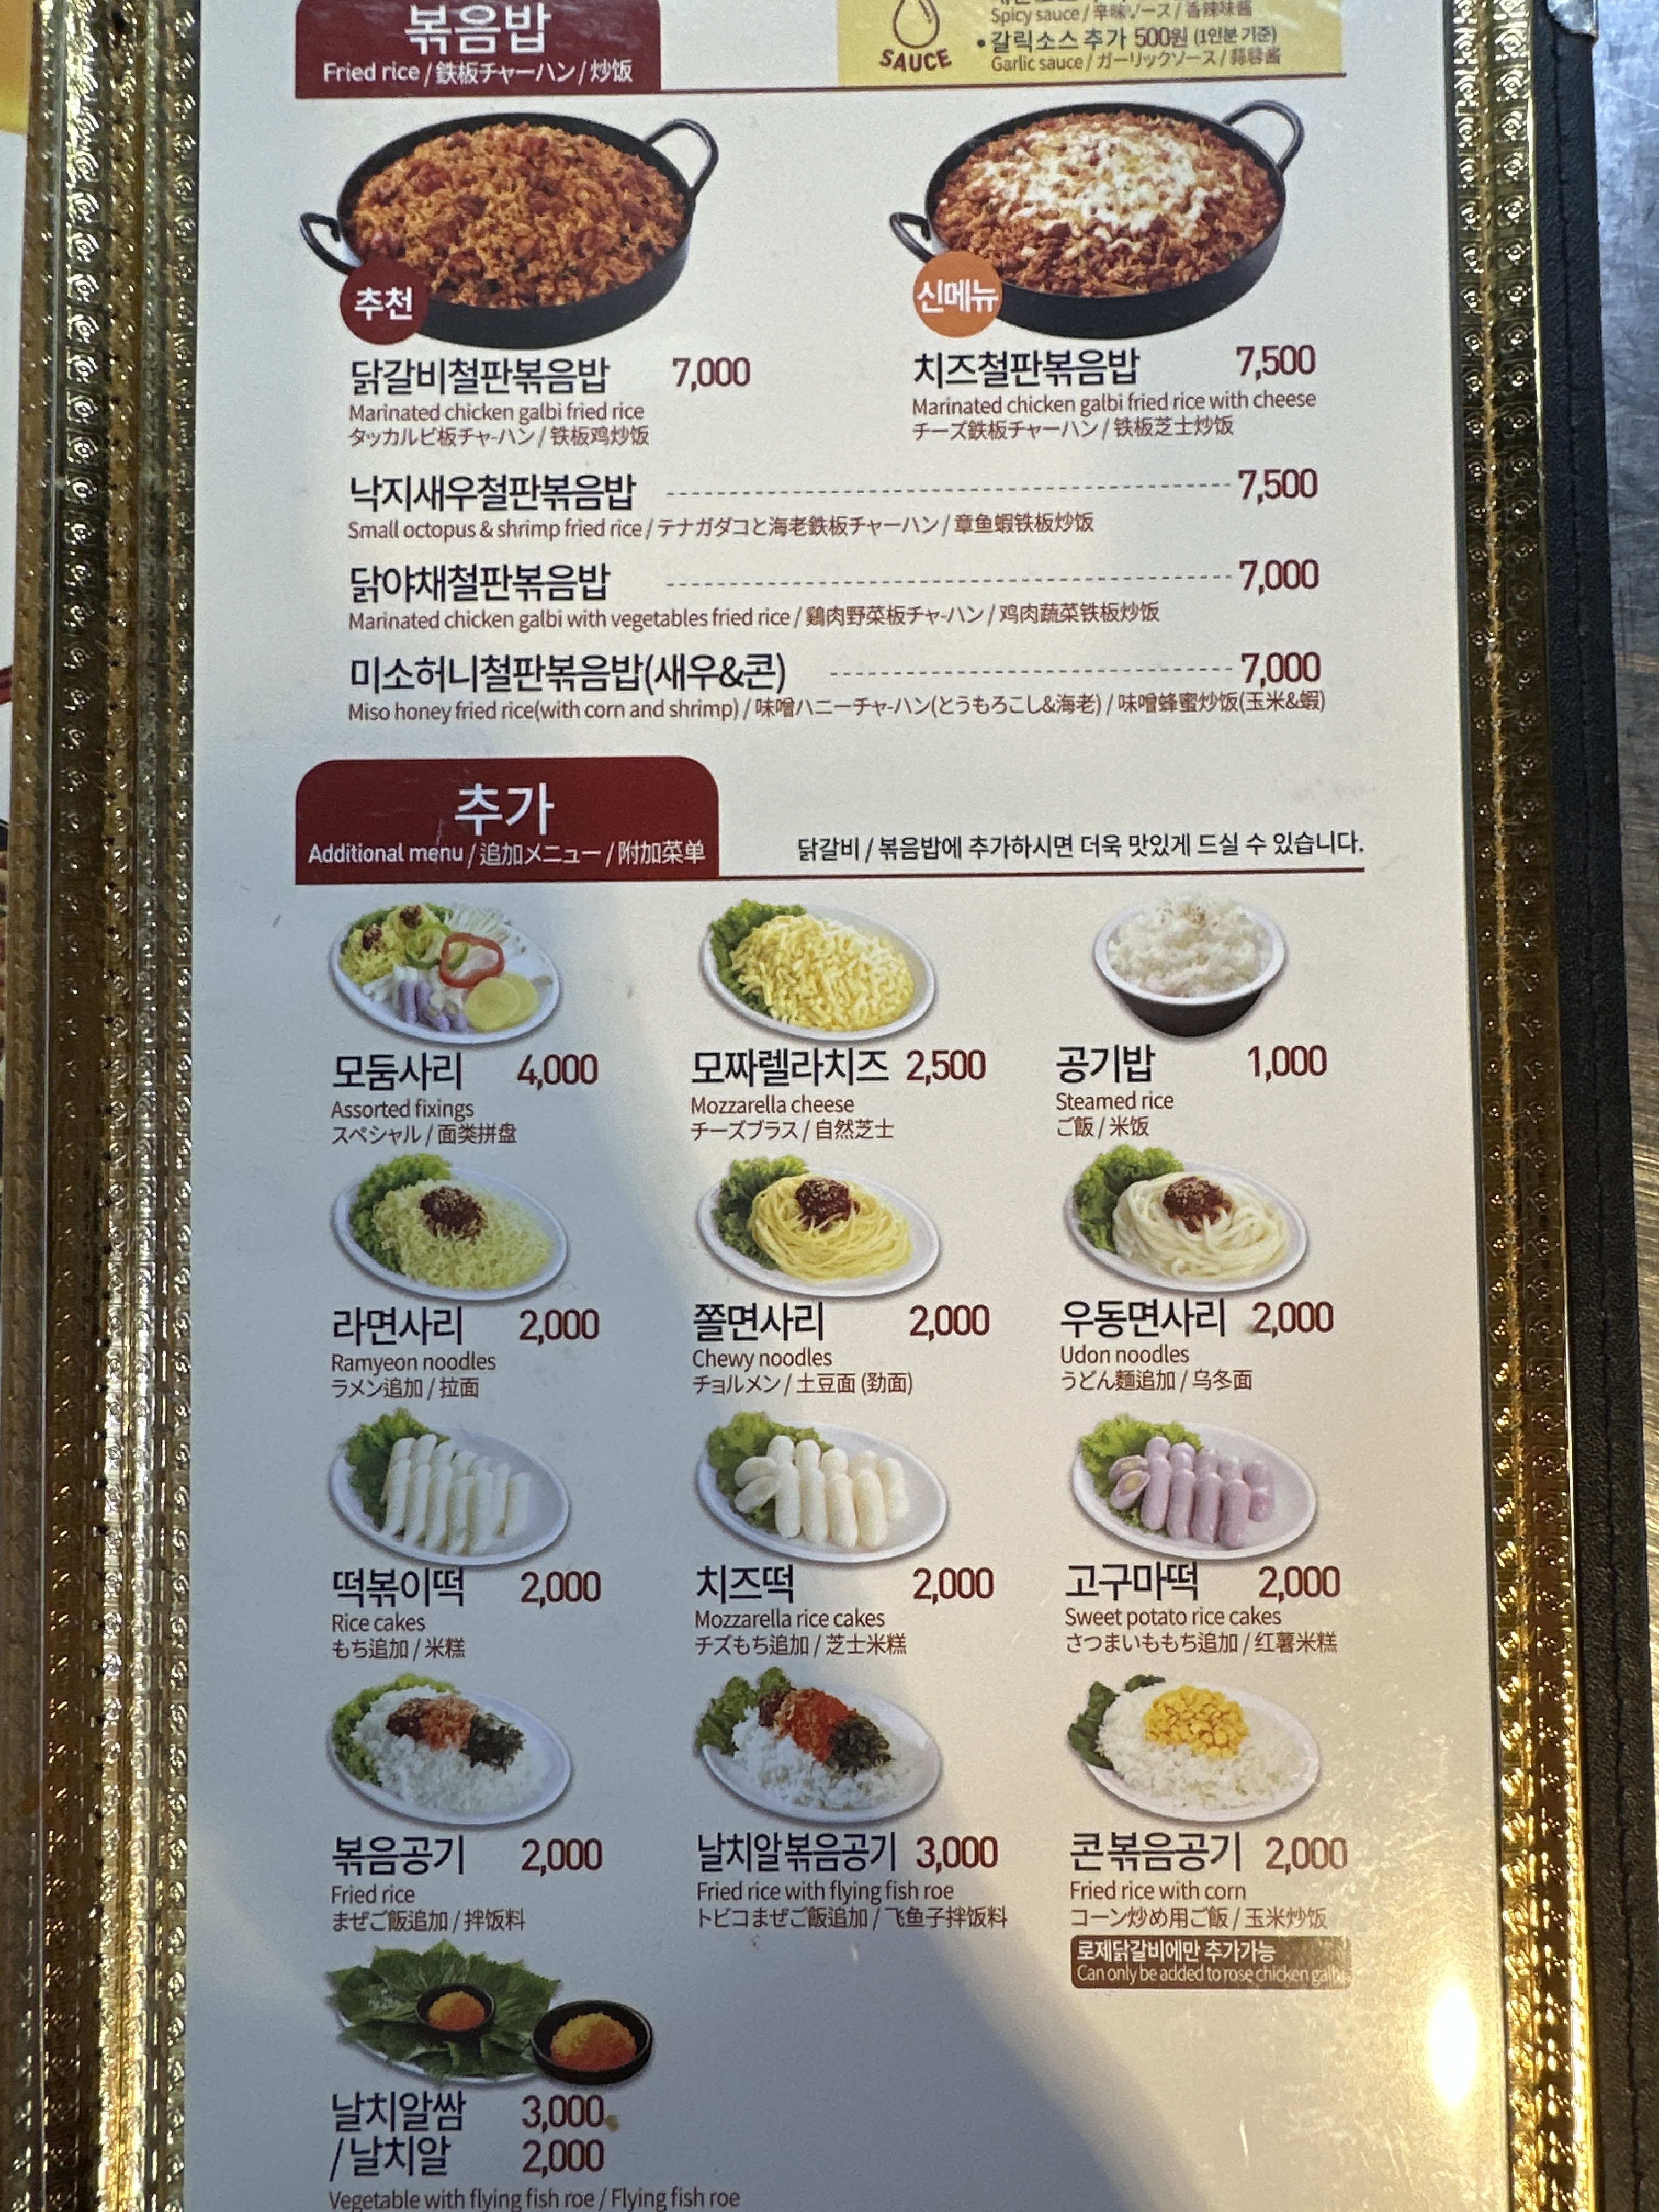 볶음밥
Fried rice / 鉄板チャーハン / 炒饭
Spicy sauce / 辛味ソース / 香辣味酱
SAUCE
• 갈릭소스 추가 500원 (1인분 기준)
Garlic sauce / ガーリックソース / 蒜蓉酱
추천
닭갈비철판볶음밥 7,000
Marinated chicken galbi fried rice
タッカルビ板チャ-ハン / 铁板鸡炒饭
신메뉴
치즈철판볶음밥 7,500
Marinated chicken galbi fried rice with cheese
チーズ鉄板チャーハン / 铁板芝士炒饭
낙지새우철판볶음밥 7,500
Small octopus & shrimp fried rice / テナガダコと海老鉄板チャーハン / 章鱼蝦铁板炒饭
닭야채철판볶음밥 7,000
Marinated chicken galbi with vegetables fried rice / 鷄肉野菜板チャ-ハン / 鸡肉蔬菜铁板炒饭
미소허니철판볶음밥(새우&콘) 7,000
Miso honey fried rice(with corn and shrimp) / 味噌ハニーチャ-ハン(とうもろこし&海老) / 味噌蜂蜜炒饭(玉米&蝦)
추가
Additional menu / 追加メニュー / 附加菜单
닭갈비 / 볶음밥에 추가하시면 더욱 맛있게 드실 수 있습니다.
모둠사리 4,000
Assorted fixings
スペシャル / 面类拼盘
모짜렐라치즈 2,500
Mozzarella cheese
チーズブラス / 自然芝士
공기밥 1,000
Steamed rice
ご飯 / 米饭
라면사리 2,000
Ramyeon noodles
ラメン追加 / 拉面
쫄면사리 2,000
Chewy noodles
チョルメン / 土豆面 (劲面)
우동면사리 2,000
Udon noodles
うどん麵追加 / 乌冬面
떡볶이떡 2,000
Rice cakes
もち追加 / 米糕
치즈떡 2,000
Mozzarella rice cakes
チズもち追加 / 芝士米糕
고구마떡 2,000
Sweet potato rice cakes
さつまいももち追加 / 红薯米糕
볶음공기 2,000
Fried rice
まぜご飯追加 / 拌饭料
날치알볶음공기 3,000
Fried rice with flying fish roe
トビコまぜご飯追加 / 飞鱼子拌饭料
콘볶음공기 2,000
Fried rice with corn
コーン炒め用ご飯 / 玉米炒饭
로제닭갈비에만 추가가능
Can only be added to rose chicken galbi.
날치알쌈 3,000
/날치알 2,000
Vegetable with flying fish roe / Flying fish roe